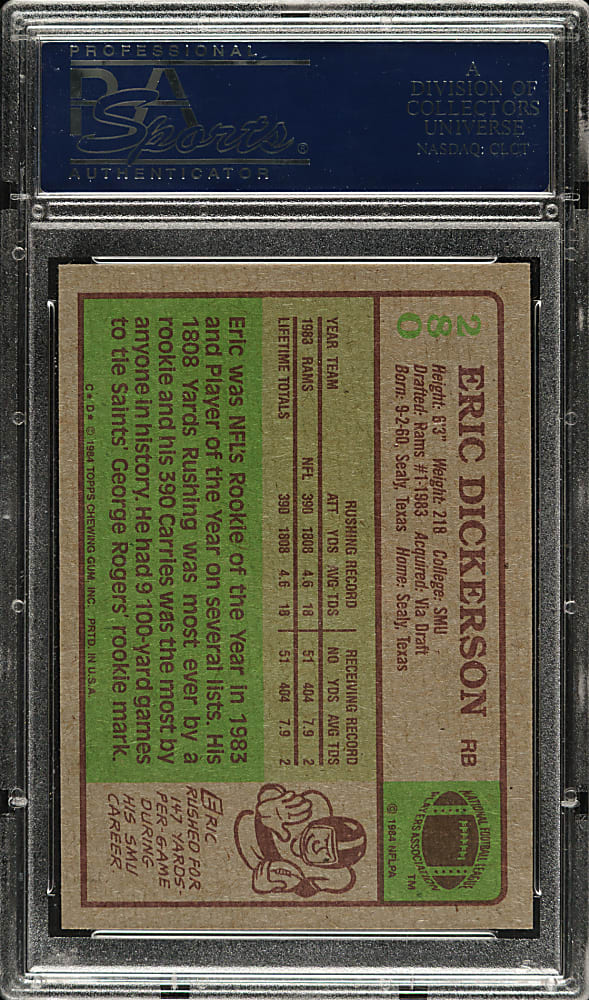 PROFESSIONAL
PSA
Sports®
AUTHENTICATOR
A
DIVISION OF
COLLECTORS
UNIVERSE
NASDAQ: CLCT
280
ERIC DICKERSON RB
Height: 6'3" Weight: 218 College: SMU
Drafted: Rams #1-1983 Acquired: Via Draft
Born: 9-2-60, Sealy, Texas Home: Sealy, Texas
NATIONAL FOOTBALL LEAGUE
PLAYERS ASSOCIATION
TM
© 1984 NFLPA
RUSHING RECORD RECEIVING RECORD
YEAR TEAM ATT YDS AVG TDS NO YDS AVG TDS
1983 RAMS NFL 390 1808 4.6 18 51 404 7.9 2
LIFETIME TOTALS 390 1808 4.6 18 51 404 7.9 2
Eric was NFL's Rookie of the Year in 1983
and Player of the Year on several lists. His
1808 Yards Rushing was most ever by a
rookie and his 390 Carries was the most by
anyone in history. He had 9 100-yard games
to tie Saints' George Rogers' rookie mark.
ERIC
RUSHED FOR
147 YARDS-
PER-GAME
DURING
HIS SMU
CAREER
C★D★ © 1984 TOPPS CHEWING GUM, INC. PRTD. IN U.S.A.